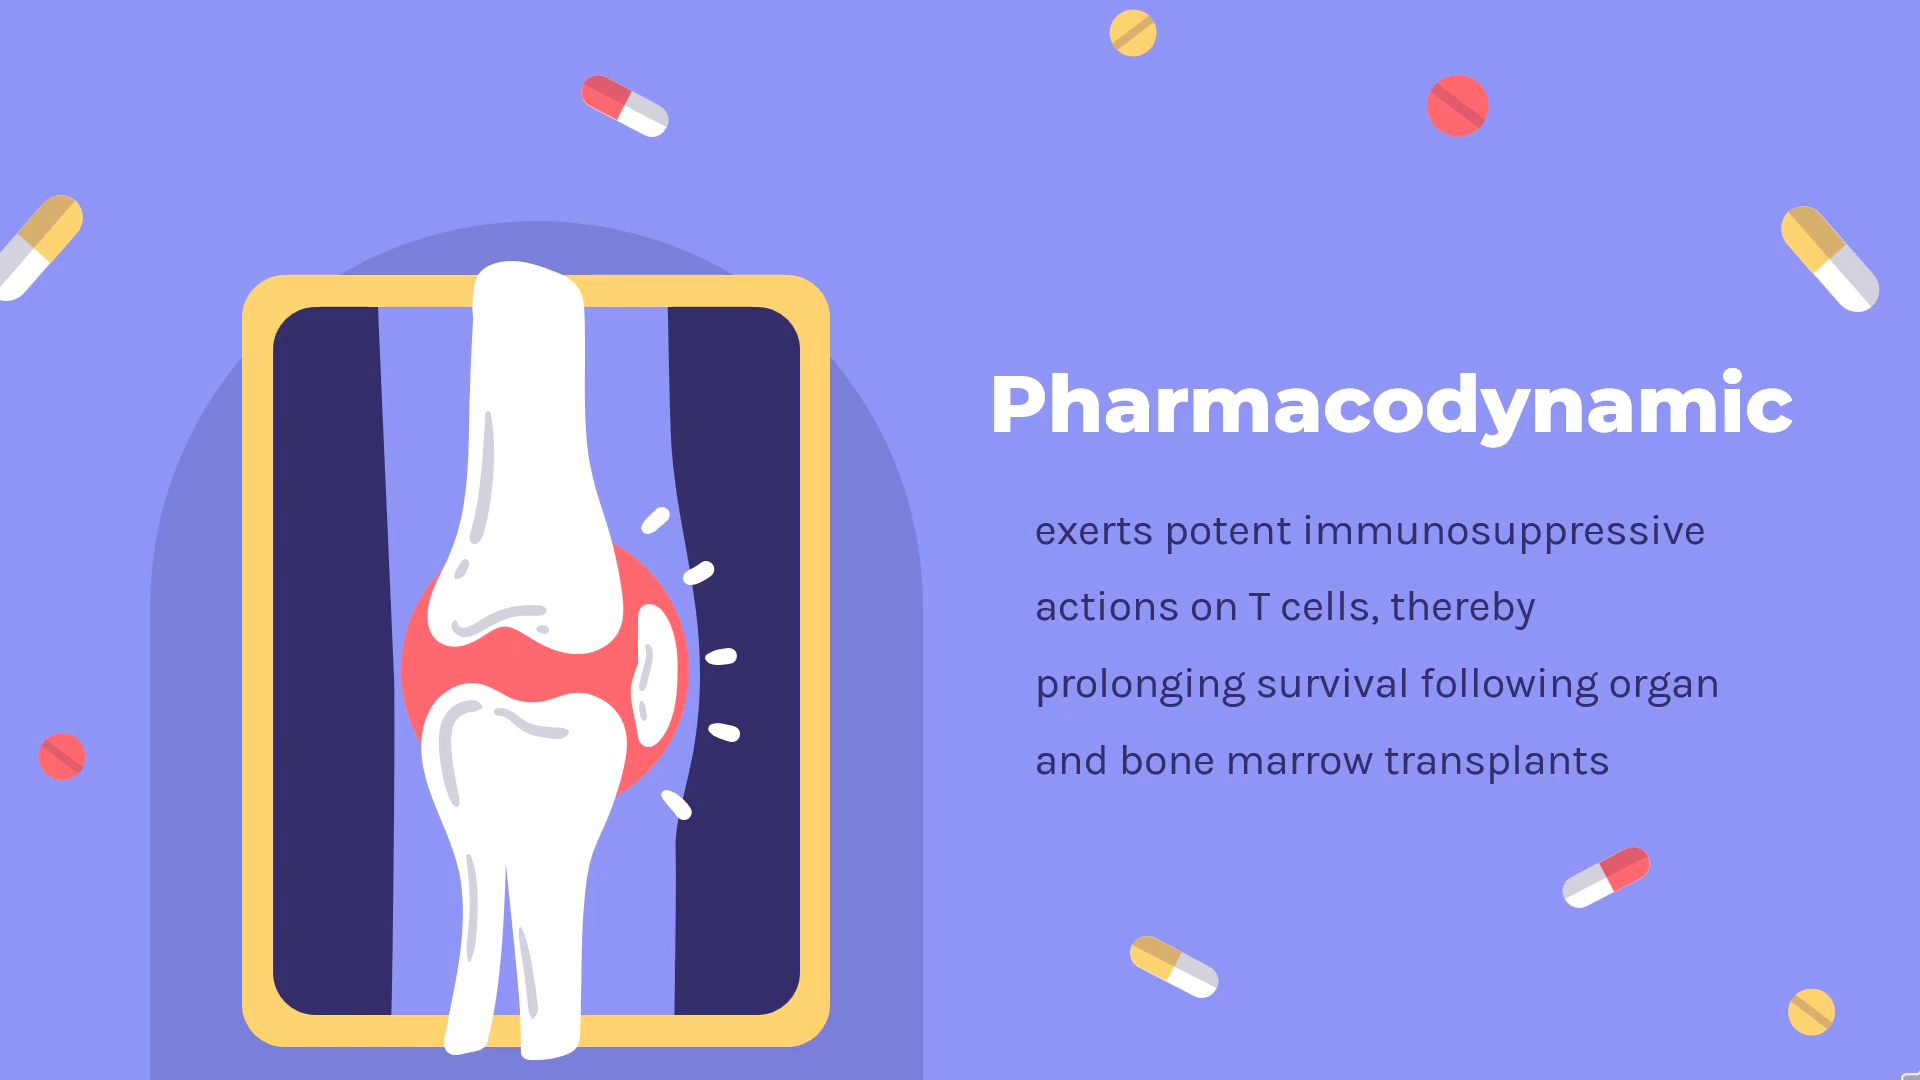 Pharmacodynamic
exerts potent immunosuppressive
actions on T cells, thereby
prolonging survival following organ
and bone marrow transplants